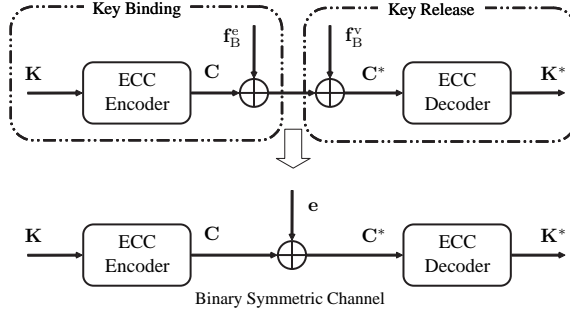 Key Binding
Key Release
f_B^e
f_B^v
K
ECC
Encoder
C
C*
ECC
Decoder
K*
e
K
ECC
Encoder
C
C*
ECC
Decoder
K*
Binary Symmetric Channel